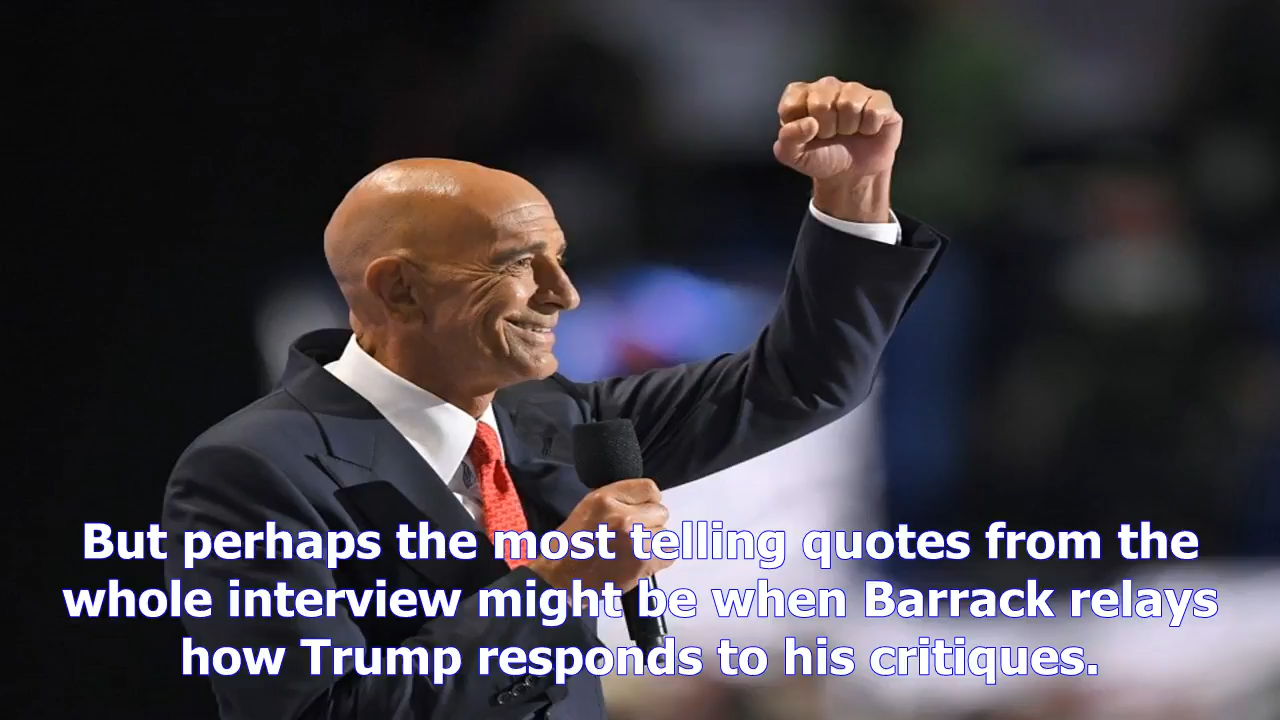 But perhaps the most telling quotes from the
whole interview might be when Barrack relays
how Trump responds to his critiques.